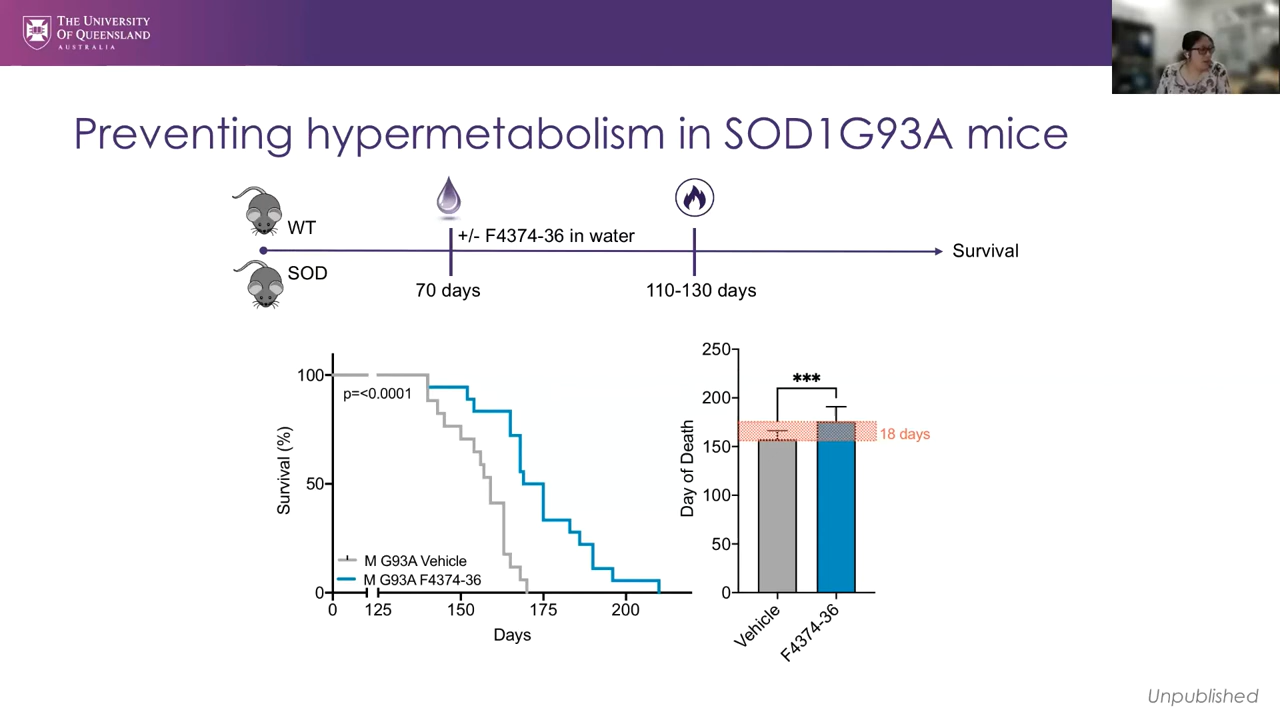 THE UNIVERSITY
OF QUEENSLAND
AUSTRALIA
Preventing hypermetabolism in SOD1G93A mice
WT
+/- F4374-36 in water
Survival
SOD
70 days
110-130 days
100
50
0
Survival (%)
p=<0.0001
M G93A Vehicle
M G93A F4374-36
0
125
150
175
200
Days
250
200
150
100
50
0
Day of Death
***
18 days
Vehicle
F4374-36
Unpublished